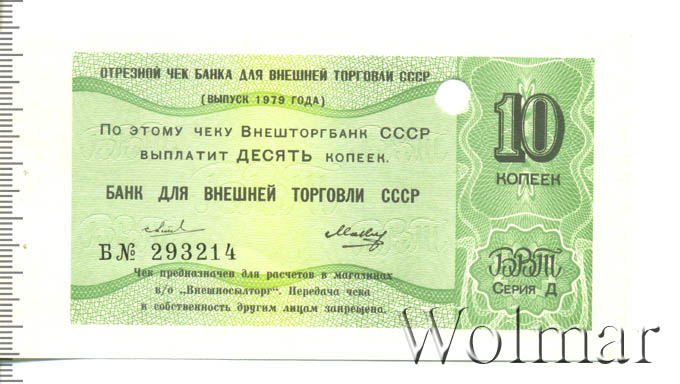 ОТРЕЗНОЙ ЧЕК БАНКА ДЛЯ ВНЕШНЕЙ ТОРГОВЛИ СССР
(ВЫПУСК 1979 ГОДА)
ПО ЭТОМУ ЧЕКУ ВНЕШТОРГБАНК СССР
ВЫПЛАТИТ ДЕСЯТЬ КОПЕЕК.
БАНК ДЛЯ ВНЕШНЕЙ ТОРГОВЛИ СССР
Б № 293214
Чек предназначен для расчетов в магазинах
в/о „Внешпосылторг". Передача чека
в собственность другим лицам запрещена.
10
КОПЕЕК
БВТ
СЕРИЯ Д
Wolmar